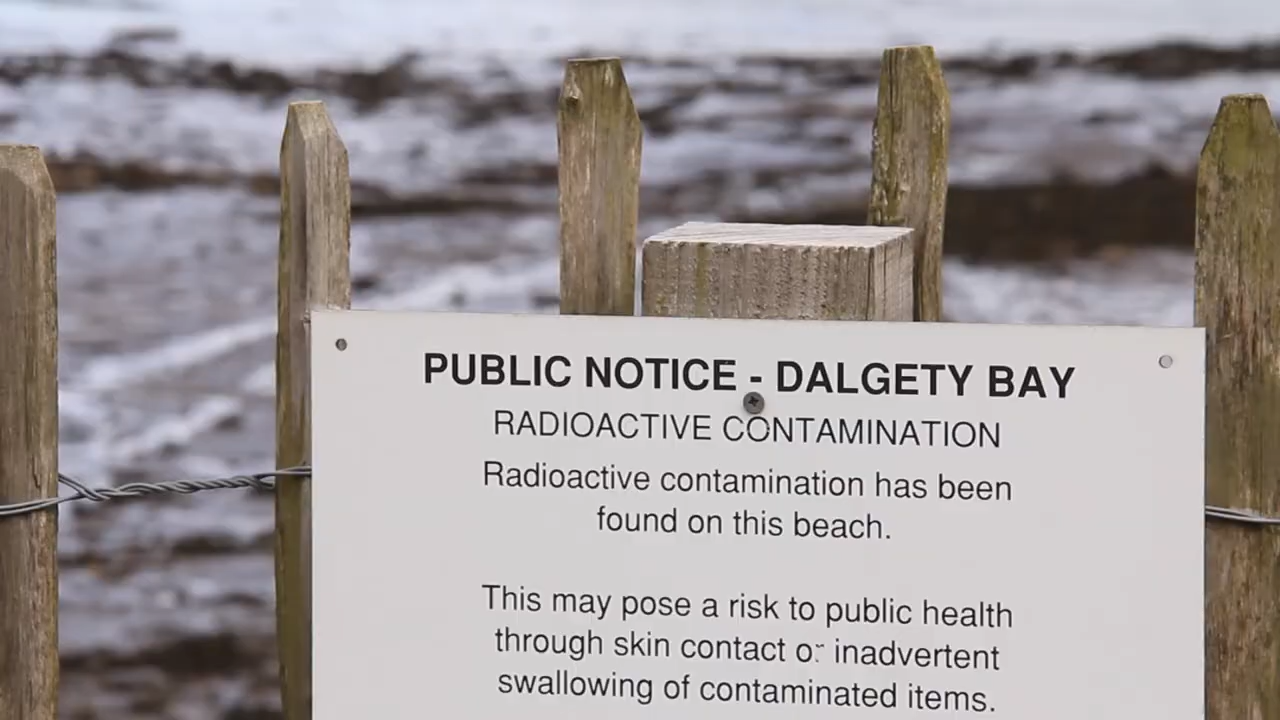 PUBLIC NOTICE - DALGETY BAY
RADIOACTIVE CONTAMINATION
Radioactive contamination has been
found on this beach.
This may pose a risk to public health
through skin contact or inadvertent
swallowing of contaminated items.